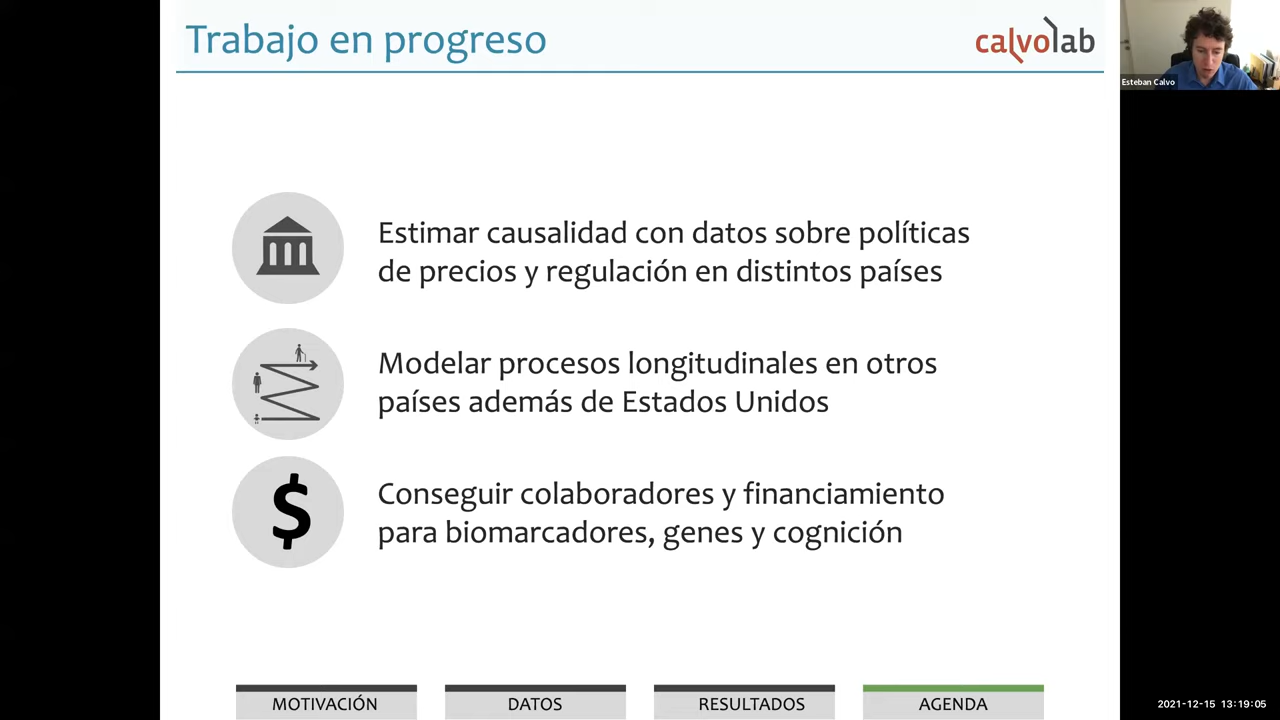 Trabajo en progreso
calvolab
Esteban Calvo
Estimar causalidad con datos sobre políticas
de precios y regulación en distintos países
Modelar procesos longitudinales en otros
países además de Estados Unidos
$
Conseguir colaboradores y financiamiento
para biomarcadores, genes y cognición
MOTIVACIÓN
DATOS
RESULTADOS
AGENDA
2021-12-15 13:19:05